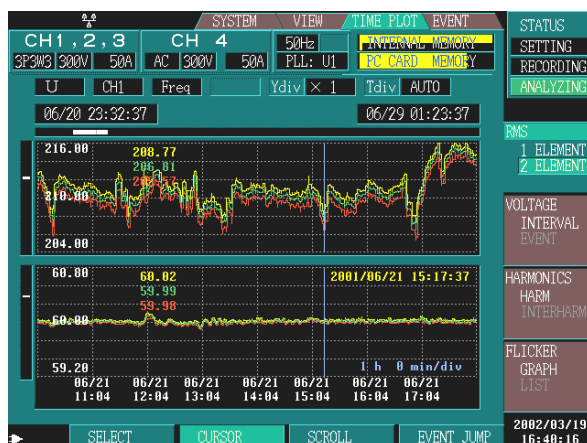 SYSTEM VIEW TIME PLOT EVENT
STATUS
SETTING
RECORDING
ANALYZING
CH1,2,3 CH 4 50Hz INTERNAL MEMORY
3P3W3 300V 50A AC 300V 50A PLL: U1 PC CARD MEMORY
U CH1 Freq Ydiv × 1 Tdiv AUTO
06/20 23:32:37 06/29 01:23:37
RMS
1 ELEMENT
2 ELEMENT
VOLTAGE
INTERVAL
EVENT
HARMONICS
HARM
INTERHARM
FLICKER
GRAPH
LIST
216.00 208.77
206.81
210.00
204.00
60.80 60.02 2001/06/21 15:17:37
59.99
59.98
60.00
59.20 1 h 0 min/div
06/21 06/21 06/21 06/21 06/21 06/21 06/21
11:04 12:04 13:04 14:04 15:04 16:04 17:04
SELECT CURSOR SCROLL EVENT JUMP
2002/03/19
16:40:16